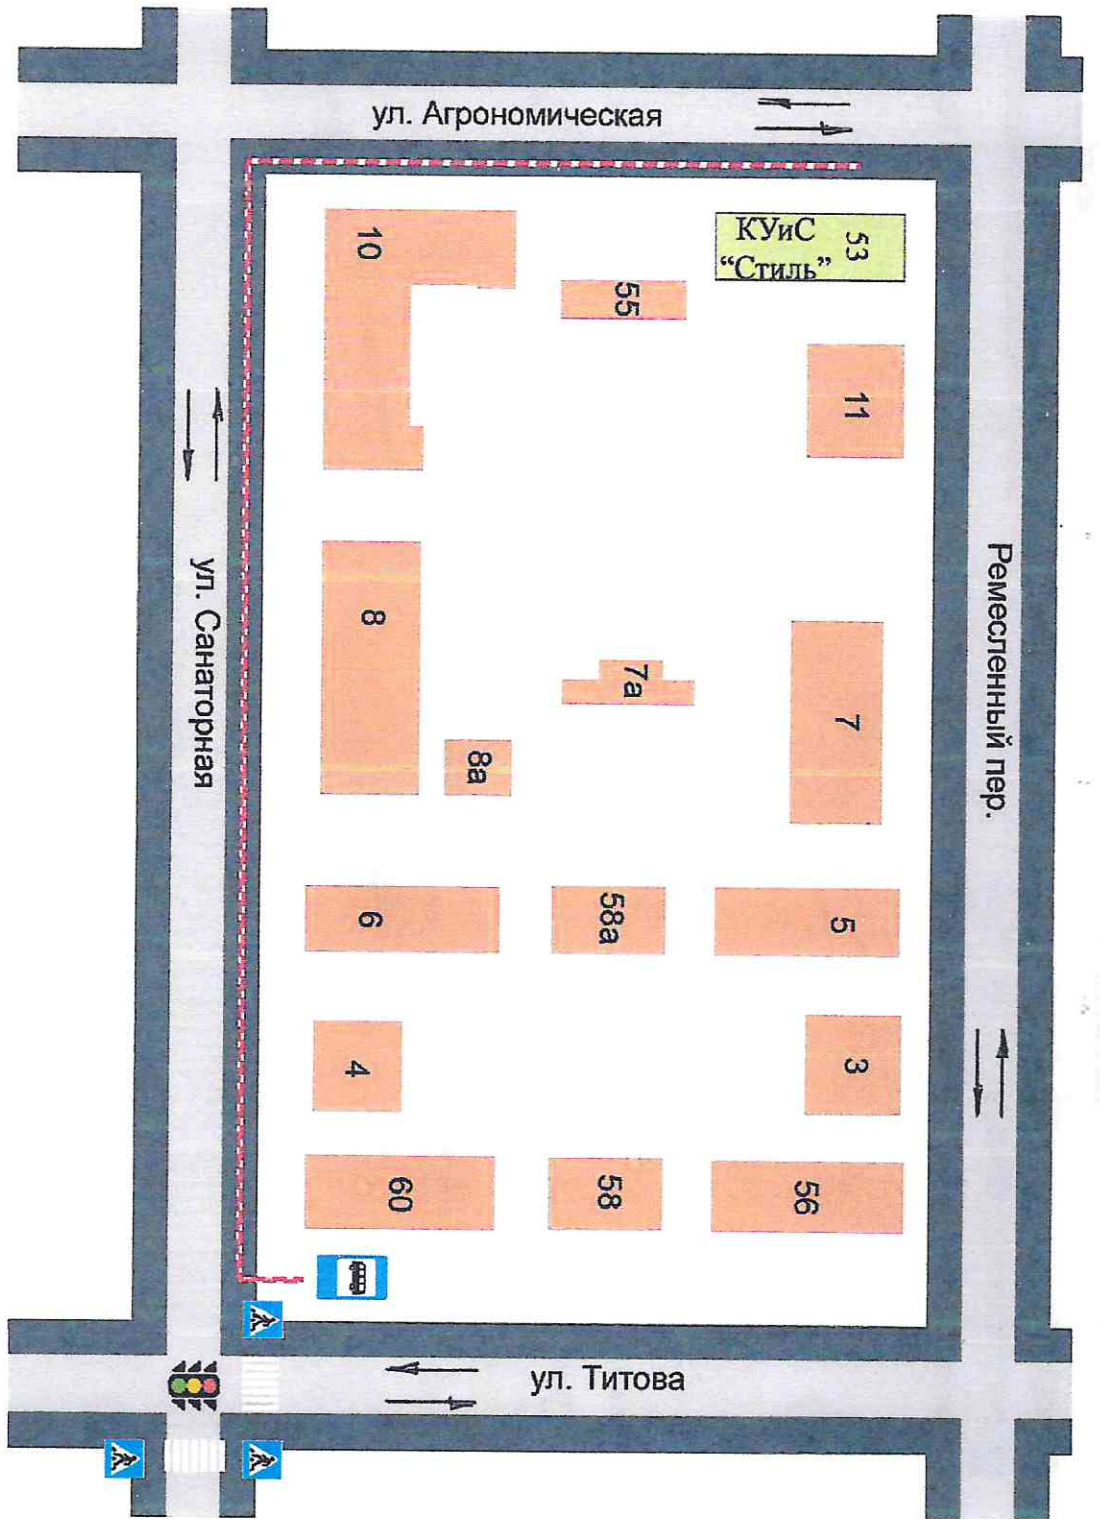 ул. Агрономическая
КУиС 53
“Стиль”
10
55
11
ул. Санаторная
Ремесленный пер.
8
7а
7
8а
6
58а
5
4
3
60
58
56
ул. Титова